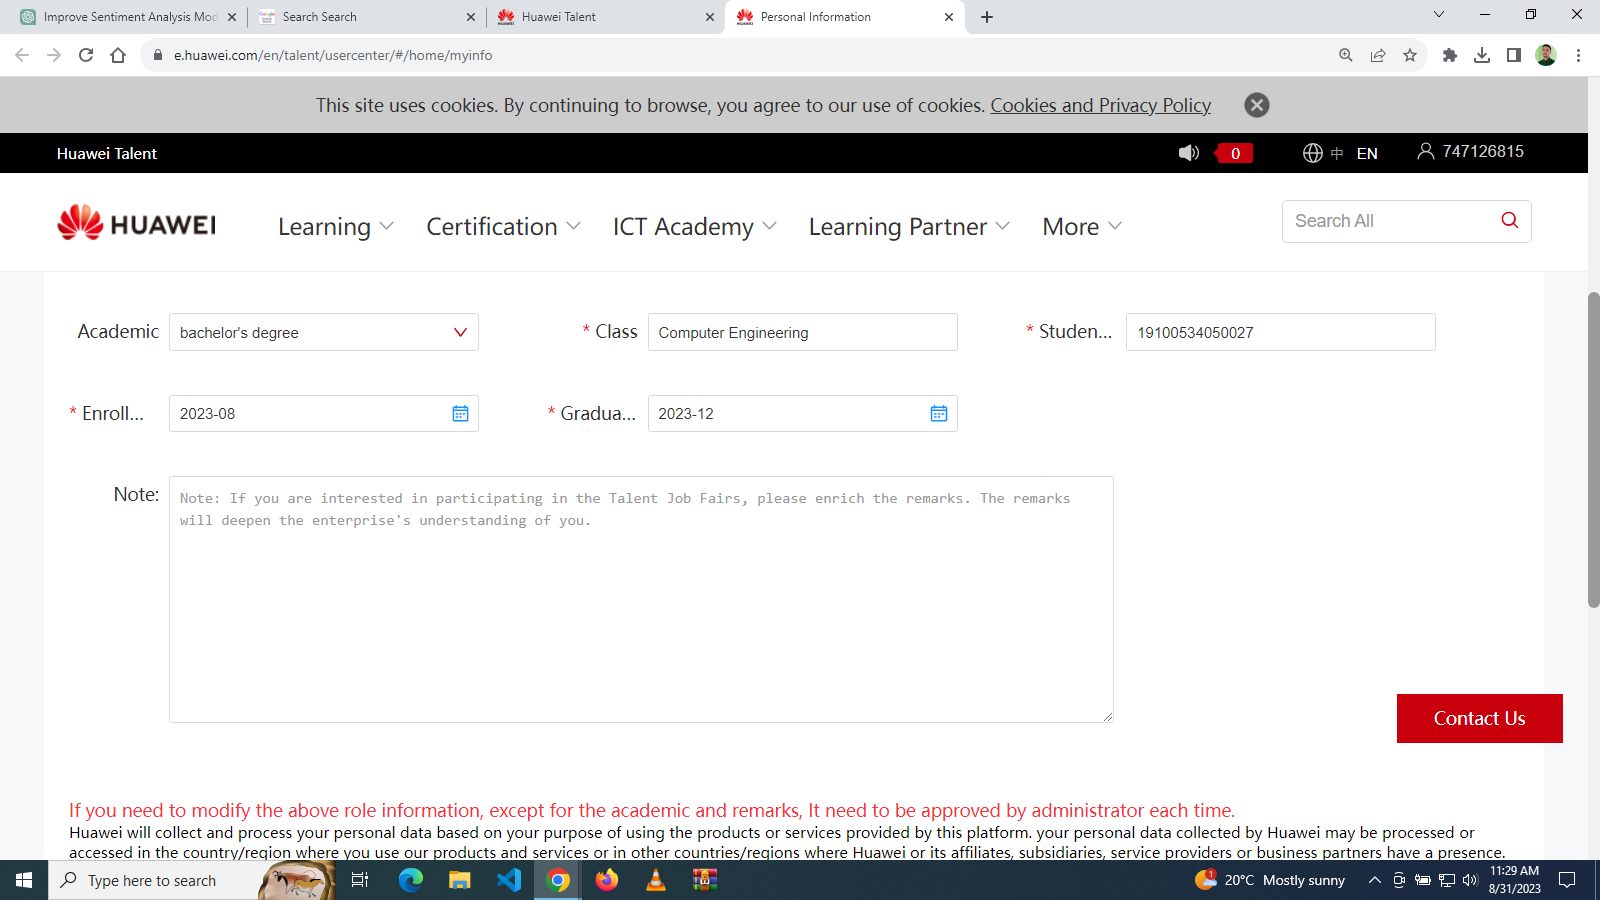 Improve Sentiment Analysis Mod
Search Search
Huawei Talent
Personal Information
e.huawei.com/en/talent/usercenter/#/home/myinfo
This site uses cookies. By continuing to browse, you agree to our use of cookies. Cookies and Privacy Policy
Huawei Talent
0
中 EN
747126815
HUAWEI
Learning
Certification
ICT Academy
Learning Partner
More
Search All
Academic
bachelor's degree
* Class
Computer Engineering
* Studen...
19100534050027
* Enroll...
2023-08
* Gradua...
2023-12
Note:
Note: If you are interested in participating in the Talent Job Fairs, please enrich the remarks. The remarks
will deepen the enterprise's understanding of you.
Contact Us
If you need to modify the above role information, except for the academic and remarks, It need to be approved by administrator each time.
Huawei will collect and process your personal data based on your purpose of using the products or services provided by this platform. your personal data collected by Huawei may be processed or
accessed in the country/region where you use our products and services or in other countries/regions where Huawei or its affiliates, subsidiaries, service providers or business partners have a presence.
Type here to search
1
20°C Mostly sunny
11:29 AM
8/31/2023